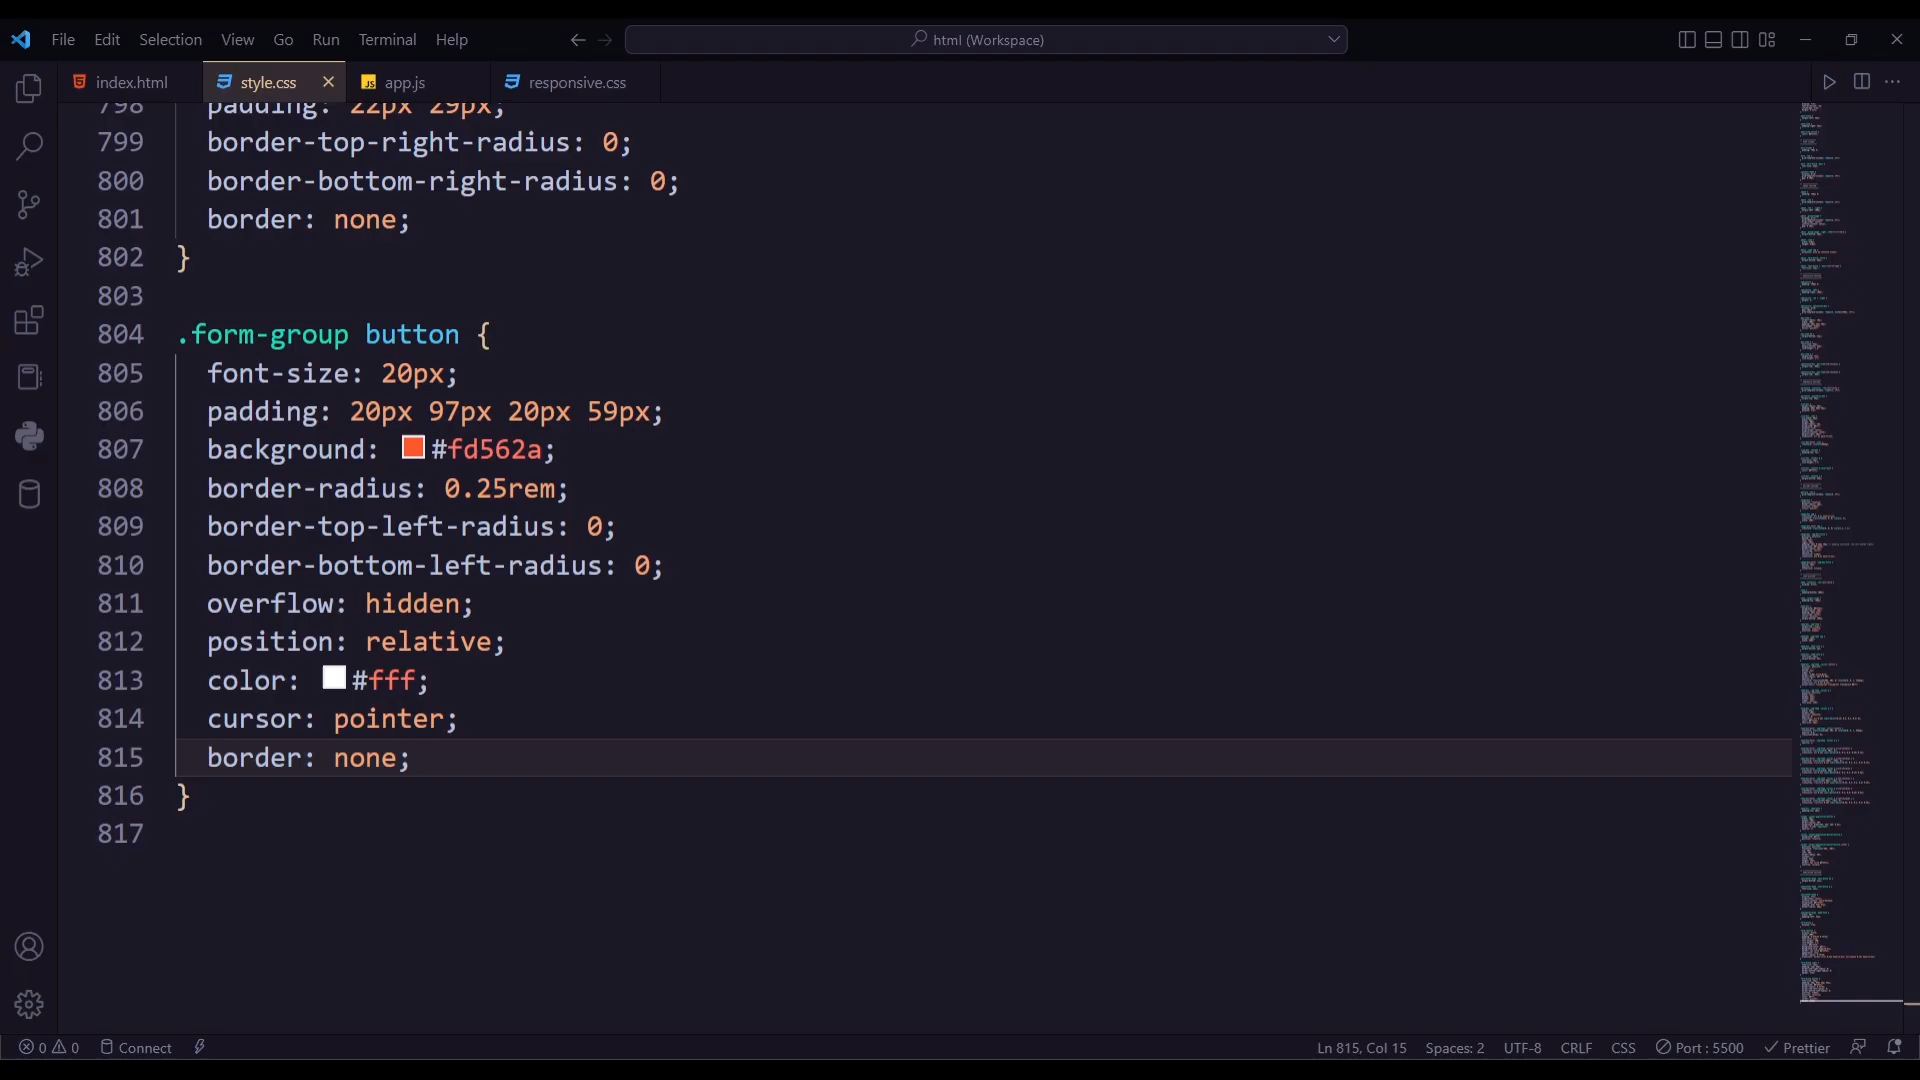 File Edit Selection View Go Run Terminal Help html (Workspace)
index.html style.css app.js responsive.css
798 padding: 22px 29px;
799 border-top-right-radius: 0;
800 border-bottom-right-radius: 0;
801 border: none;
802 }
803
804 .form-group button {
805 font-size: 20px;
806 padding: 20px 97px 20px 59px;
807 background: #fd562a;
808 border-radius: 0.25rem;
809 border-top-left-radius: 0;
810 border-bottom-left-radius: 0;
811 overflow: hidden;
812 position: relative;
813 color: #fff;
814 cursor: pointer;
815 border: none;
816 }
817
0 0 Connect Ln 815, Col 15 Spaces: 2 UTF-8 CRLF CSS Port : 5500 Prettier